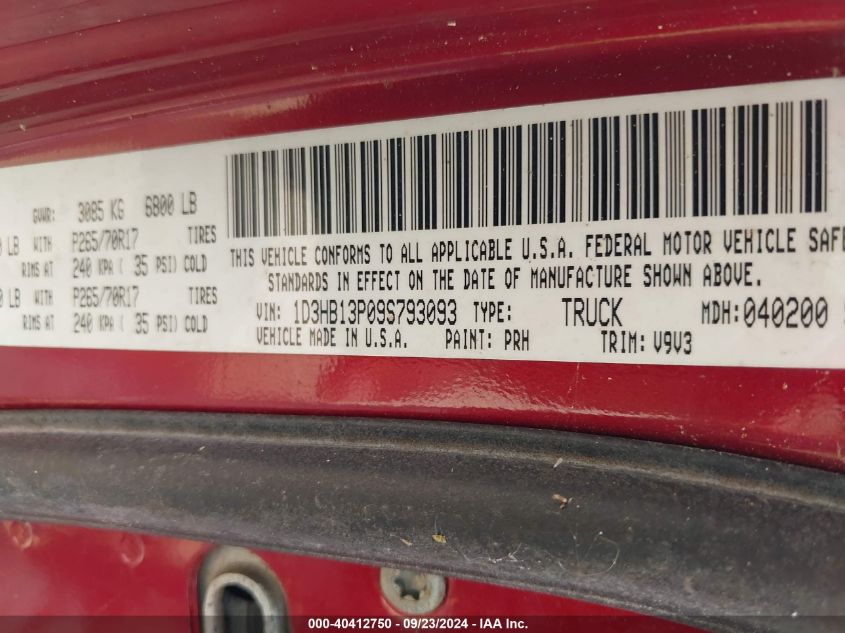 GVWR: 3085 KG 6800 LB
LB WITH P265/70R17 TIRES
RIMS AT 240 KPA ( 35 PSI) COLD
LB WITH P265/70R17 TIRES
RIMS AT 240 KPA ( 35 PSI) COLD
THIS VEHICLE CONFORMS TO ALL APPLICABLE U.S.A. FEDERAL MOTOR VEHICLE SAFE
STANDARDS IN EFFECT ON THE DATE OF MANUFACTURE SHOWN ABOVE.
VIN: 1D3HB13P09S793093 TYPE: TRUCK MDH: 040200
VEHICLE MADE IN U.S.A. PAINT: PRH TRIM: V9V3
000-40412750 - 09/23/2024 - IAA Inc.